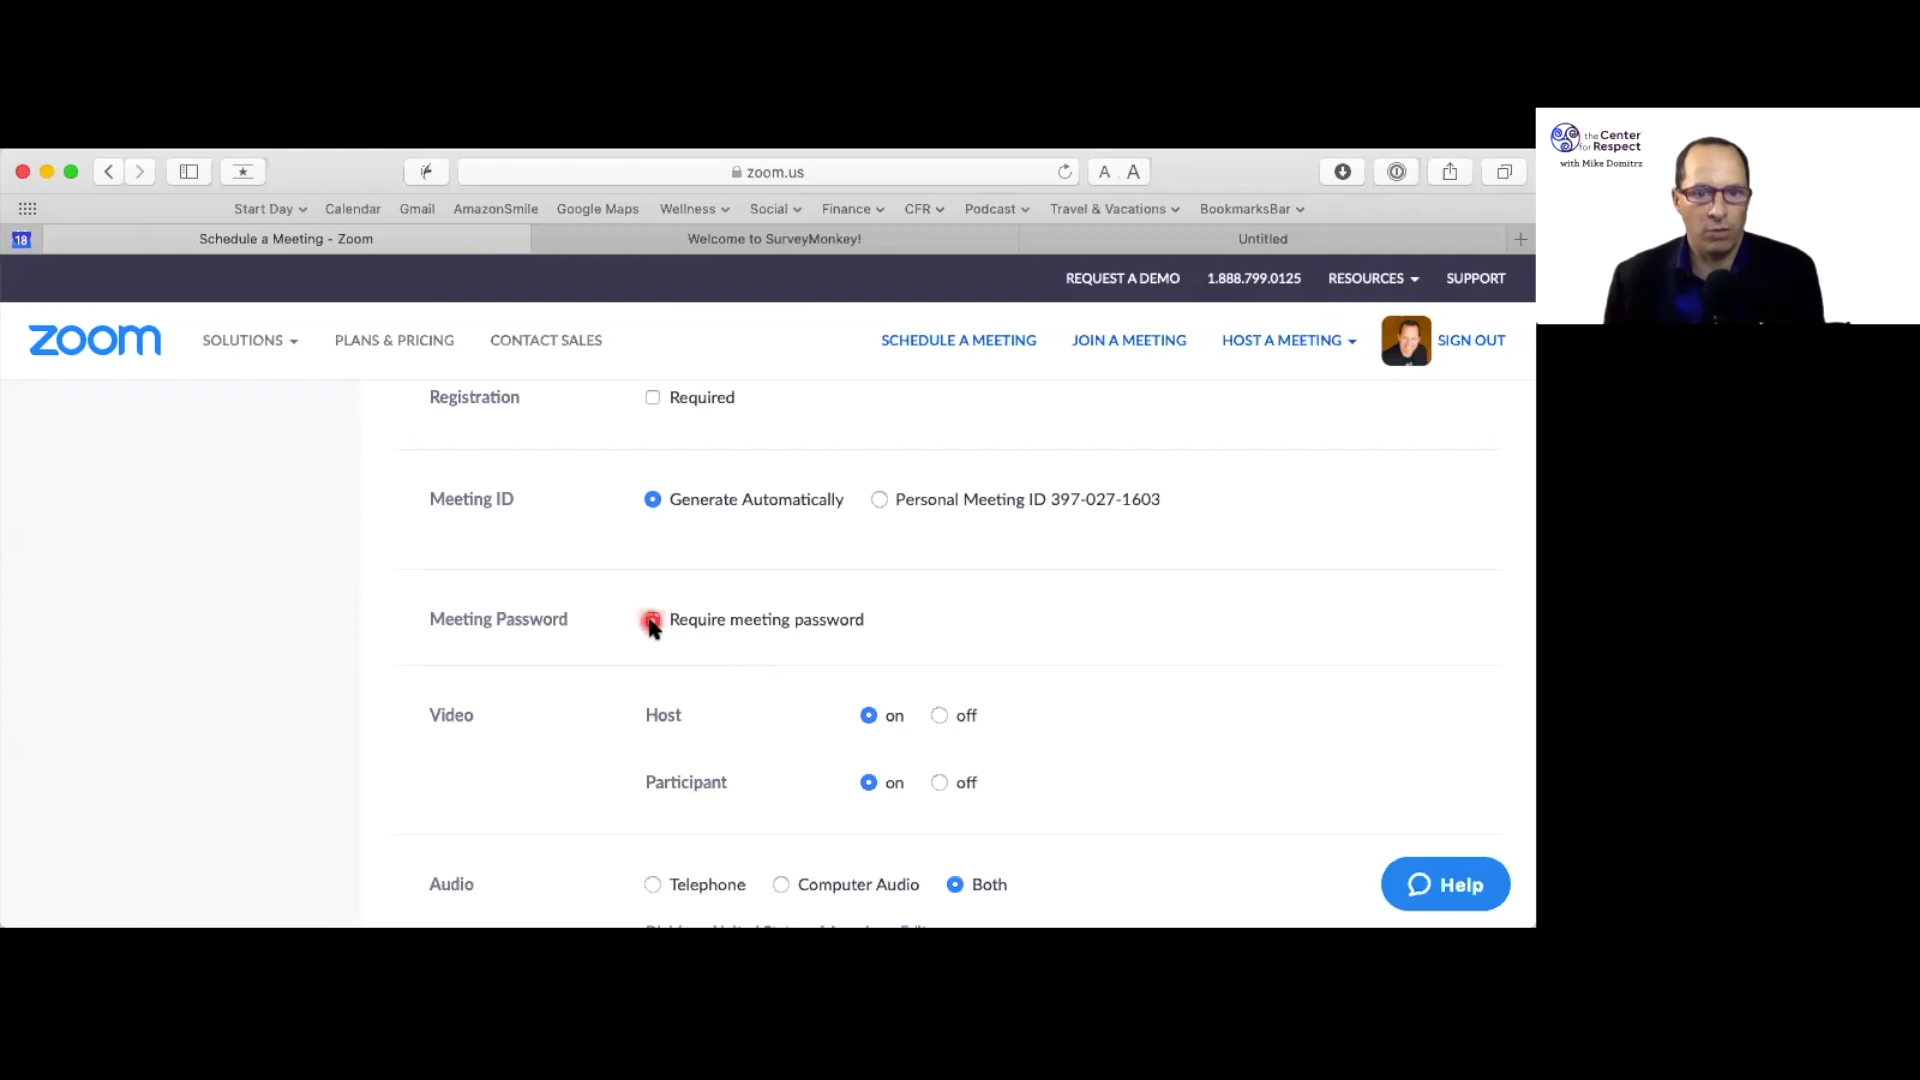 the Center
for Respect
with Mike Domitrz
zoom.us
A A
Start Day Calendar Gmail AmazonSmile Google Maps Wellness Social Finance CFR Podcast Travel & Vacations BookmarksBar
18 Schedule a Meeting - Zoom Welcome to SurveyMonkey! Untitled
REQUEST A DEMO 1.888.799.0125 RESOURCES SUPPORT
zoom SOLUTIONS PLANS & PRICING CONTACT SALES SCHEDULE A MEETING JOIN A MEETING HOST A MEETING SIGN OUT
Registration Required
Meeting ID Generate Automatically Personal Meeting ID 397-027-1603
Meeting Password Require meeting password
Video Host on off
Participant on off
Audio Telephone Computer Audio Both
Help